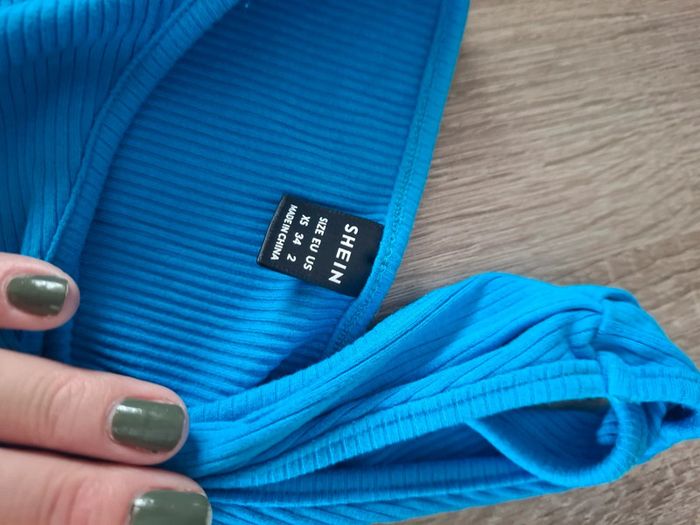 SHEIN
SIZE EU US
XS 34 2
MADE IN CHINA